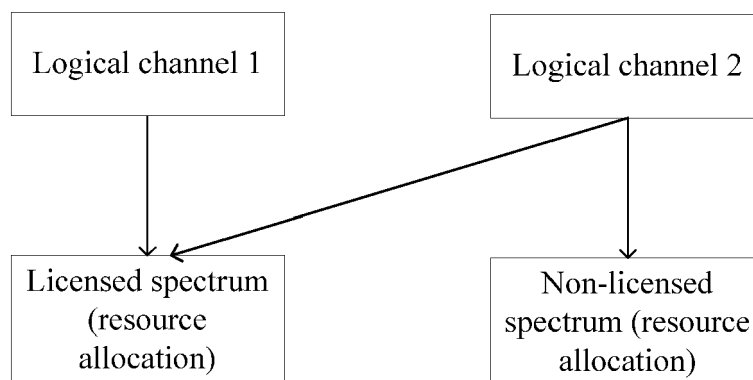 Logical channel 1
Logical channel 2
Licensed spectrum
(resource
allocation)
Non-licensed
spectrum (resource
allocation)